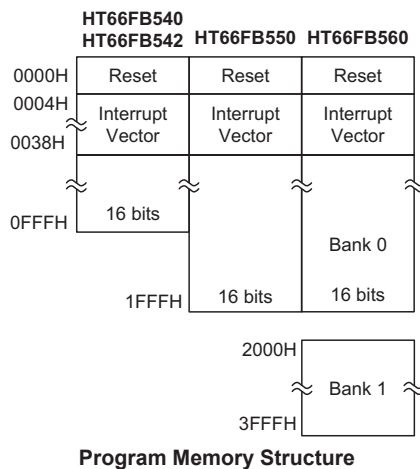 HT66FB540
HT66FB542 HT66FB550 HT66FB560
0000H Reset Reset Reset
0004H
Interrupt Interrupt Interrupt
Vector Vector Vector
0038H
16 bits
0FFFH
Bank 0
1FFFH 16 bits 16 bits
2000H
Bank 1
3FFFH
Program Memory Structure